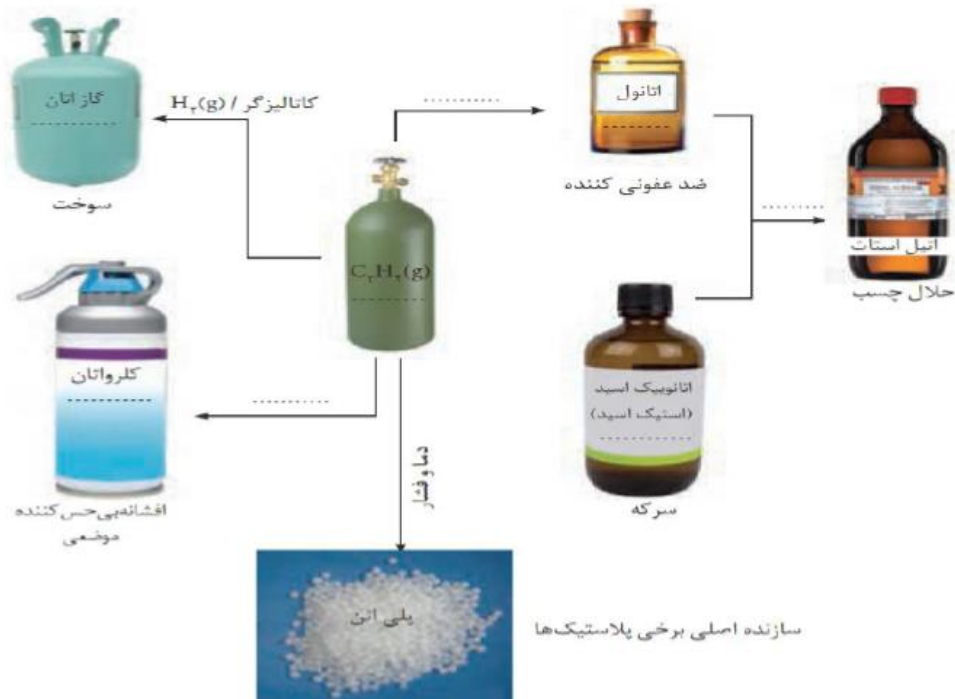 گاز اتان
سوخت
H₂(g) / کاتالیزگر
............
اتانول
ضد عفونی کننده
............
اتیل استات
حلال چسب
C₂H₄(g)
کلرواتان
افشانه بی‌حس کننده
موضعی
............
دما و فشار
اتانوییک اسید
(استیک اسید)
سرکه
پلی اتن
سازنده اصلی برخی پلاستیک‌ها